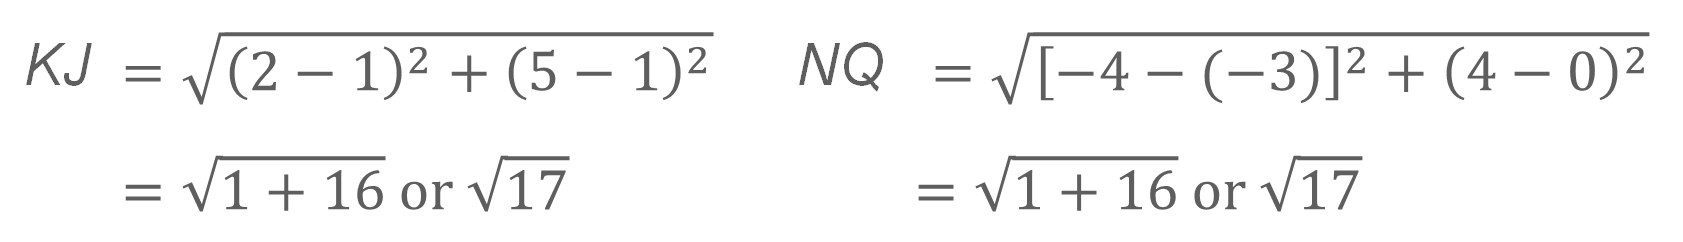 KJ = √(2 − 1)² + (5 − 1)²
= √1 + 16 or √17
NQ = √[−4 − (−3)]² + (4 − 0)²
= √1 + 16 or √17